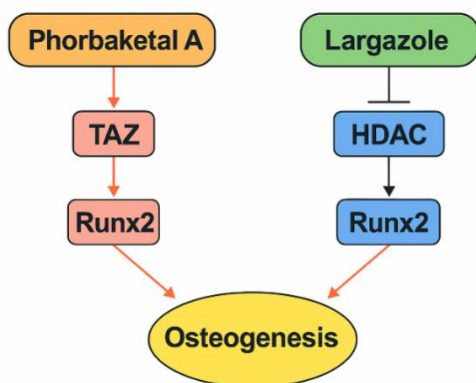 Phorbaketal A
Largazole
TAZ
HDAC
Runx2
Runx2
Osteogenesis